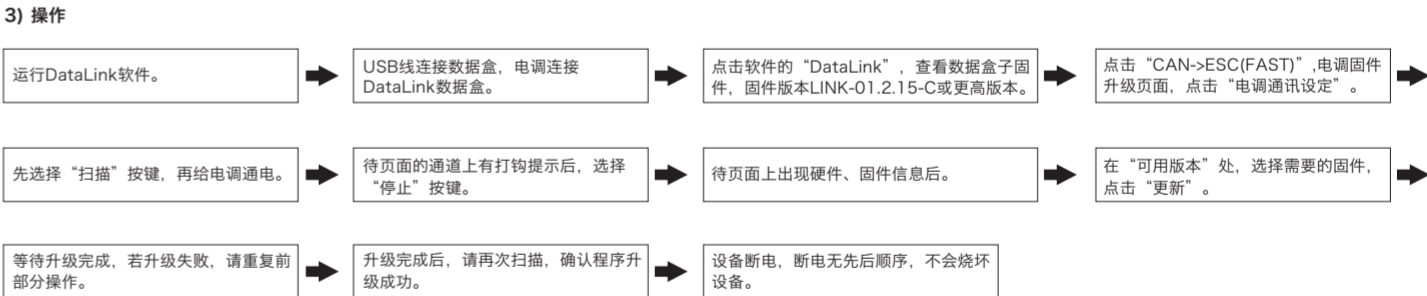 3) 操作
运行DataLink软件。
USB线连接数据盒，电调连接
DataLink数据盒。
点击软件的“DataLink”，查看数据盒子固
件，固件版本LINK-01.2.15-C或更高版本。
点击“CAN->ESC(FAST)”,电调固件
升级页面，点击“电调通讯设定”。
先选择“扫描”按键，再给电调通电。
待页面的通道上有打钩提示后，选择
“停止”按键。
待页面上出现硬件、固件信息后。
在“可用版本”处，选择需要的固件，
点击“更新”。
等待升级完成，若升级失败，请重复前
部分操作。
升级完成后，请再次扫描，确认程序升
级成功。
设备断电，断电无先后顺序，不会烧坏
设备。